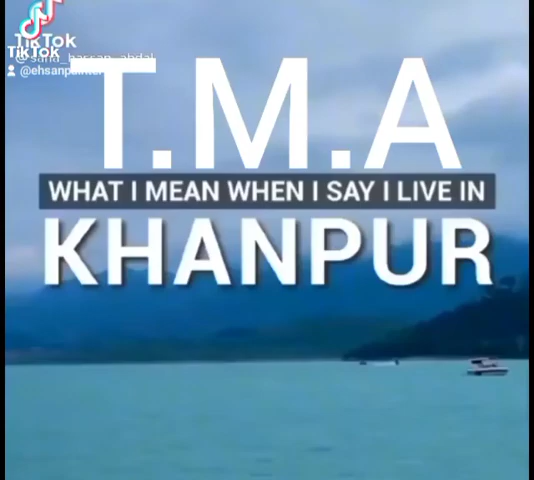 TikTok
TikTok
@ehsanpainter
T.M.A
WHAT I MEAN WHEN I SAY I LIVE IN
KHANPUR